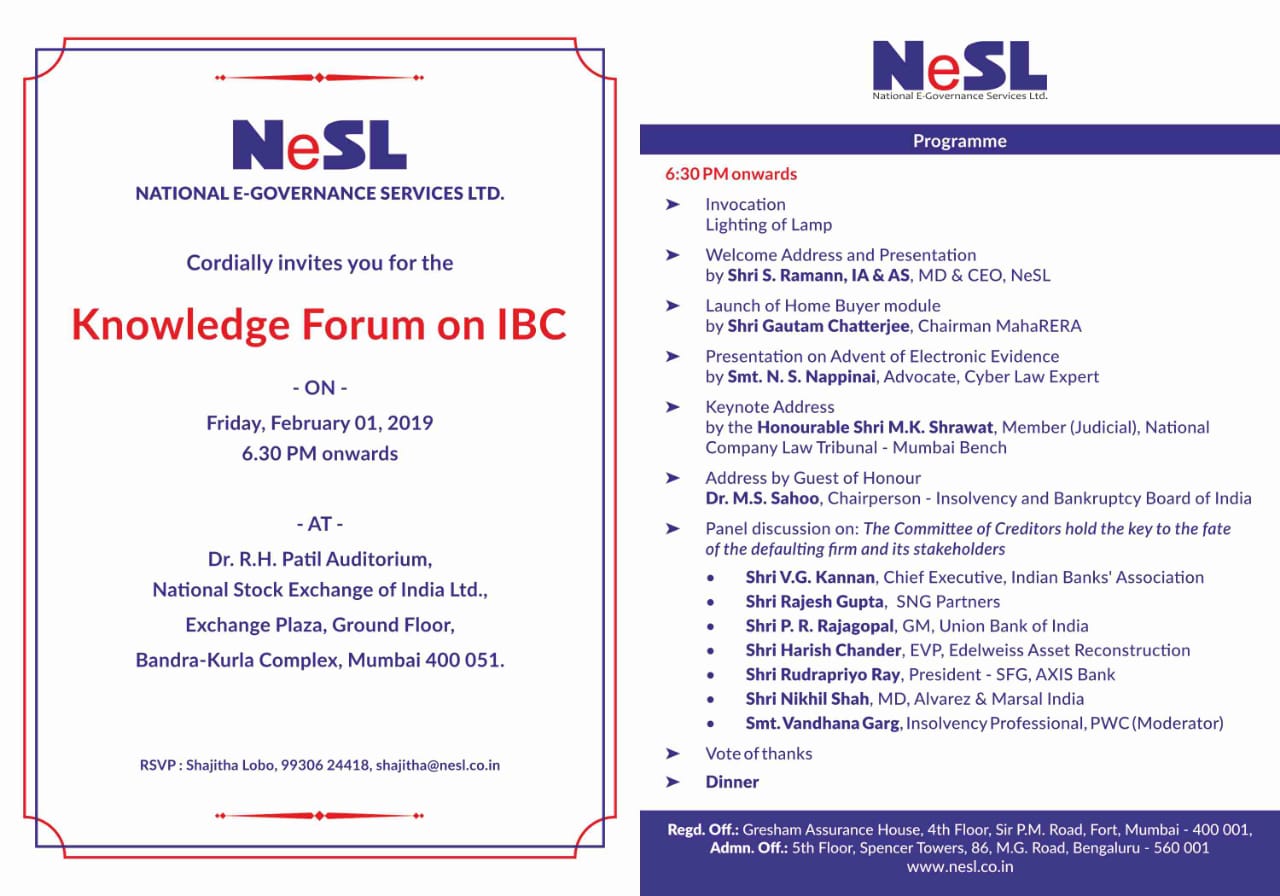 NeSL
NATIONAL E-GOVERNANCE SERVICES LTD.
Cordially invites you for the
Knowledge Forum on IBC
- ON -
Friday, February 01, 2019
6.30 PM onwards
- AT -
Dr. R.H. Patil Auditorium,
National Stock Exchange of India Ltd.,
Exchange Plaza, Ground Floor,
Bandra-Kurla Complex, Mumbai 400 051.
RSVP : Shajitha Lobo, 99306 24418, shajitha@nesl.co.in
NeSL
National E-Governance Services Ltd.
Programme
6:30 PM onwards
➤ Invocation
Lighting of Lamp
➤ Welcome Address and Presentation
by Shri S. Ramann, IA & AS, MD & CEO, NeSL
➤ Launch of Home Buyer module
by Shri Gautam Chatterjee, Chairman MahaRERA
➤ Presentation on Advent of Electronic Evidence
by Smt. N. S. Nappinai, Advocate, Cyber Law Expert
➤ Keynote Address
by the Honourable Shri M.K. Shrawat, Member (Judicial), National
Company Law Tribunal - Mumbai Bench
➤ Address by Guest of Honour
Dr. M.S. Sahoo, Chairperson - Insolvency and Bankruptcy Board of India
➤ Panel discussion on: The Committee of Creditors hold the key to the fate
of the defaulting firm and its stakeholders
• Shri V.G. Kannan, Chief Executive, Indian Banks' Association
• Shri Rajesh Gupta, SNG Partners
• Shri P. R. Rajagopal, GM, Union Bank of India
• Shri Harish Chander, EVP, Edelweiss Asset Reconstruction
• Shri Rudrapriyo Ray, President - SFG, AXIS Bank
• Shri Nikhil Shah, MD, Alvarez & Marsal India
• Smt. Vandhana Garg, Insolvency Professional, PWC (Moderator)
➤ Vote of thanks
➤ Dinner
Regd. Off.: Gresham Assurance House, 4th Floor, Sir P.M. Road, Fort, Mumbai - 400 001,
Admn. Off.: 5th Floor, Spencer Towers, 86, M.G. Road, Bengaluru - 560 001
www.nesl.co.in